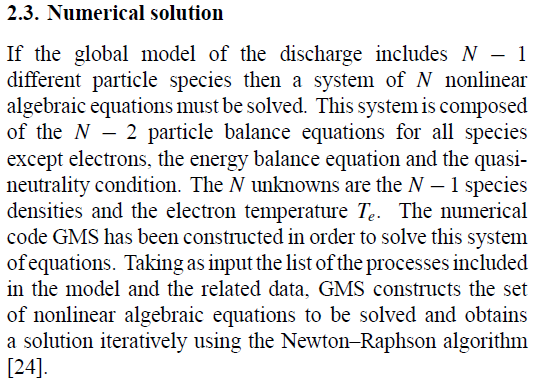 2.3. Numerical solution
If the global model of the discharge includes N − 1
different particle species then a system of N nonlinear
algebraic equations must be solved. This system is composed
of the N − 2 particle balance equations for all species
except electrons, the energy balance equation and the quasi-
neutrality condition. The N unknowns are the N − 1 species
densities and the electron temperature Te. The numerical
code GMS has been constructed in order to solve this system
of equations. Taking as input the list of the processes included
in the model and the related data, GMS constructs the set
of nonlinear algebraic equations to be solved and obtains
a solution iteratively using the Newton–Raphson algorithm
[24].